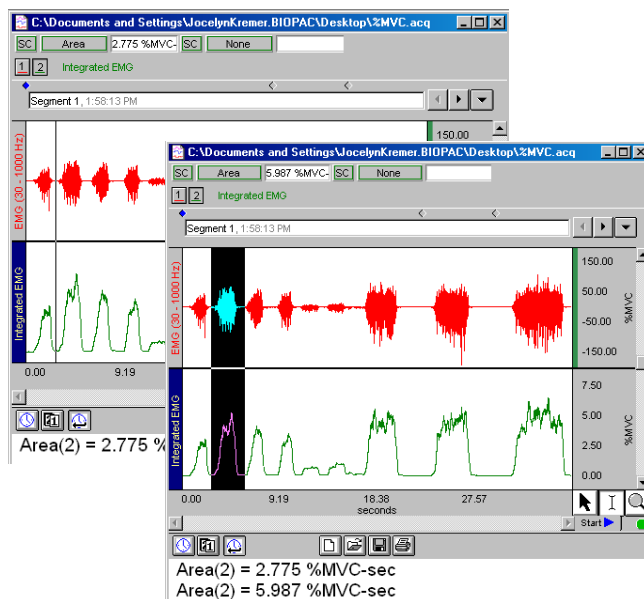 C:\Documents and Settings\JocelynKremer.BIOPAC\Desktop\%MVC.acq
SC Area 2.775 %MVC- SC None
1 2 Integrated EMG
Segment 1, 1:58:13 PM
150.00
EMG (30 - 1000 Hz)
Integrated EMG
0.00 9.19
Area(2) = 2.775 %
C:\Documents and Settings\JocelynKremer.BIOPAC\Desktop\%MVC.acq
SC Area 5.987 %MVC- SC None
1 2 Integrated EMG
Segment 1, 1:58:13 PM
EMG (30 - 1000 Hz)
150.00
50.00
-50.00
-150.00
%MVC
Integrated EMG
7.50
5.00
2.50
0.00
%MVC
0.00 9.19 18.38 27.57
seconds
Start
Area(2) = 2.775 %MVC-sec
Area(2) = 5.987 %MVC-sec